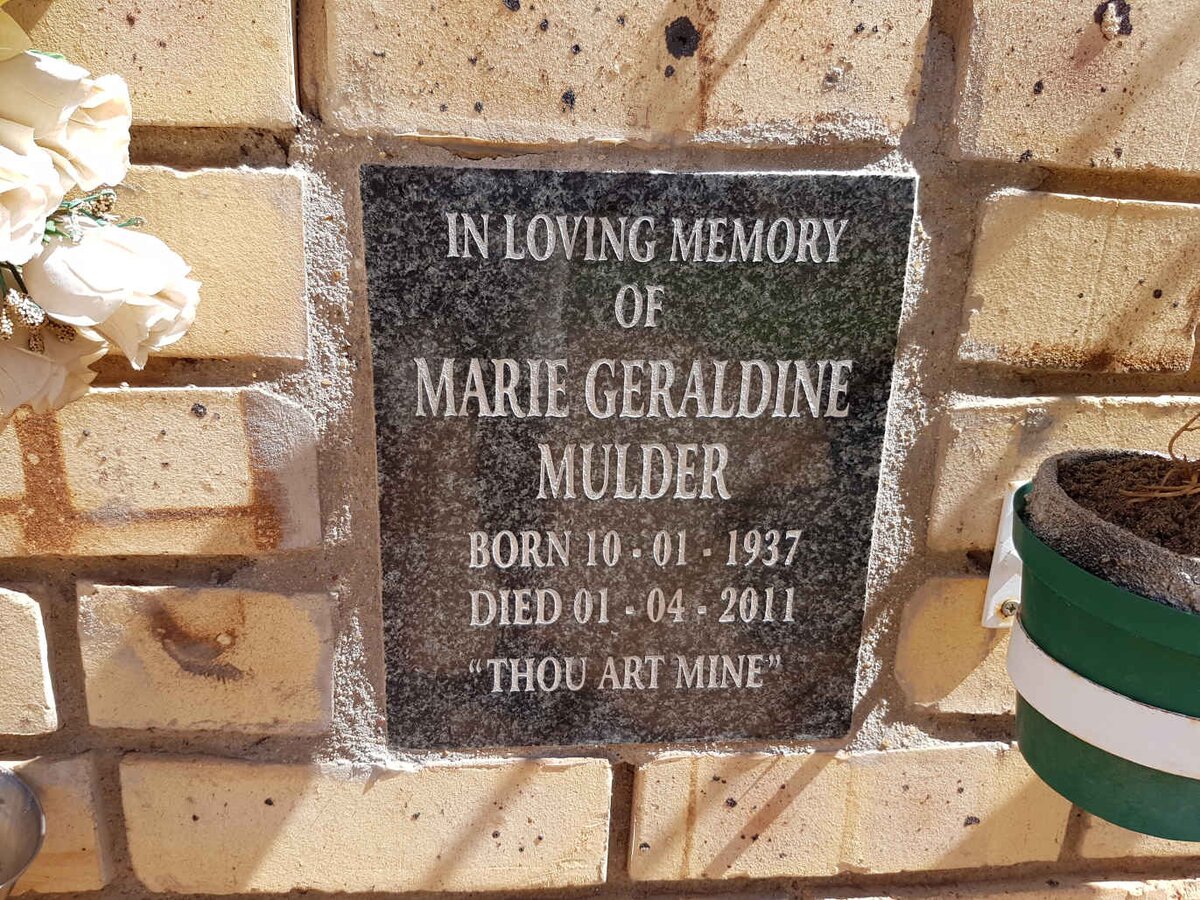 IN LOVING MEMORY
OF
MARIE GERALDINE
MULDER
BORN 10 - 01 - 1937
DIED 01 - 04 - 2011
“THOU ART MINE”